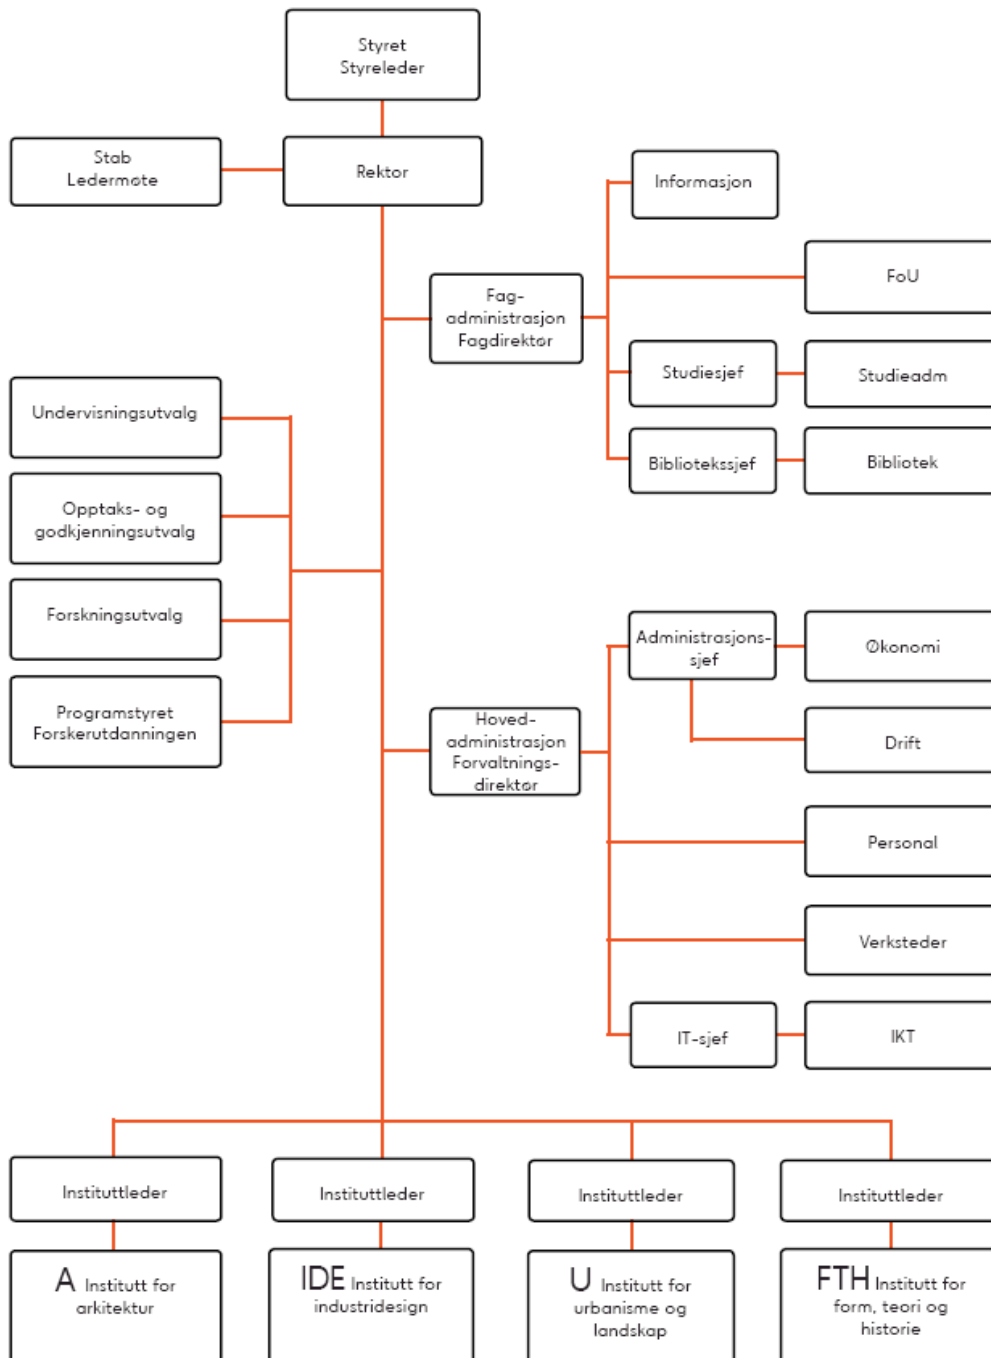 Styret
Styreleder
Stab
Ledermøte
Rektor
Informasjon
Fag-
administrasjon
Fagdirektør
FoU
Studiesjef
Studieadm
Bibliotekssjef
Bibliotek
Undervisningsutvalg
Opptaks- og
godkjenningsutvalg
Forskningsutvalg
Programstyret
Forskerutdanningen
Administrasjons-
sjef
Økonomi
Hoved-
administrasjon
Forvaltnings-
direktør
Drift
Personal
Verksteder
IT-sjef
IKT
Instituttleder
Instituttleder
Instituttleder
Instituttleder
A Institutt for
arkitektur
IDE Institutt for
industridesign
U Institutt for
urbanisme og
landskap
FTH Institutt for
form, teori og
historie